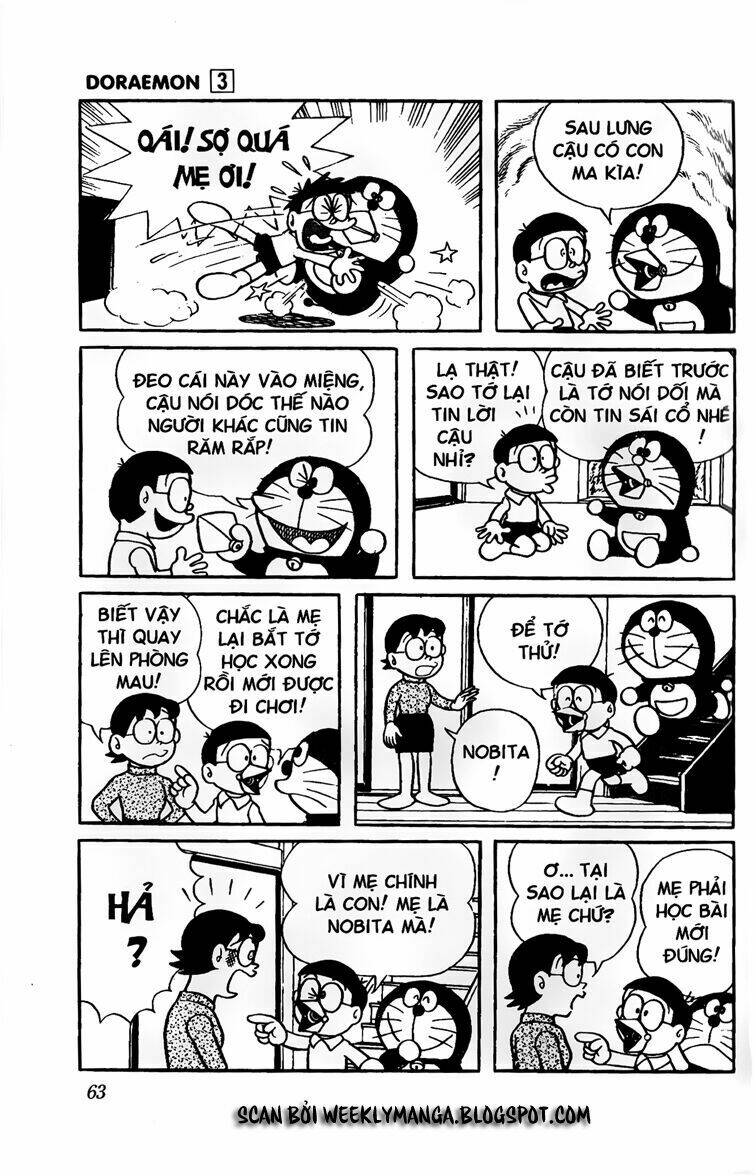 DORAEMON 3
SAU LƯNG
CẬU CÓ CON
MA KÌA!
OÁI! SỢ QUÁ
MẸ ƠI!
CẬU ĐÃ BIẾT TRƯỚC
LÀ TỚ NÓI DỐI MÀ
CÒN TIN SÁI CỔ NHÉ
!
LẠ THẬT!
SAO TỚ LẠI
TIN LỜI
CẬU
NHỈ?
ĐEO CÁI NÀY VÀO MIỆNG,
CẬU NÓI DÓC THẾ NÀO
NGƯỜI KHÁC CŨNG TIN
RĂM RẮP!
ĐỂ TỚ
THỬ!
NOBITA
!
CHẮC LÀ MẸ
LẠI BẮT TỚ
HỌC XONG
RỒI MỚI ĐƯỢC
ĐI CHƠI!
BIẾT VẬY
THÌ QUAY
LÊN PHÒNG
MAU!
MẸ PHẢI
HỌC BÀI
MỚI
ĐÚNG!
Ơ... TẠI
SAO LẠI LÀ
MẸ CHỨ?
VÌ MẸ CHÍNH
LÀ CON! MẸ LÀ
NOBITA MÀ!
HẢ
?
63
SCAN BỞI WEEKLYMANGA.BLOGSPOT.COM